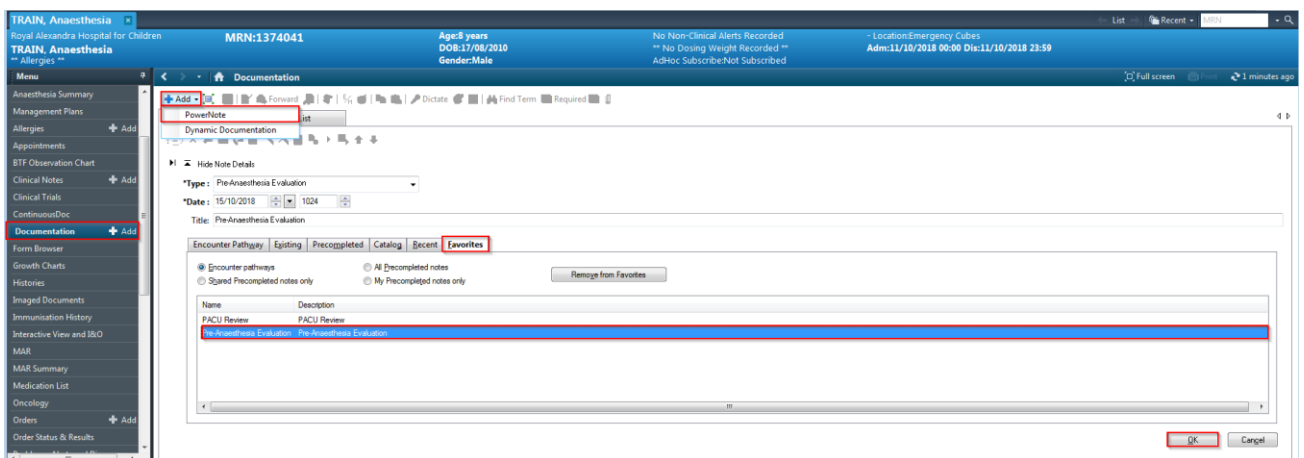 TRAIN, Anaesthesia
List
Recent
MRN
Royal Alexandra Hospital for Children
TRAIN, Anaesthesia
** Allergies **
MRN:1374041
Age:8 years
DOB:17/08/2010
Gender:Male
No Non-Clinical Alerts Recorded
** No Dosing Weight Recorded **
AdHoc Subscribe:Not Subscribed
- Location:Emergency Cubes
Adm:11/10/2018 00:00 Dis:11/10/2018 23:59
Menu
Documentation
Full screen
Print
1 minutes ago
Anaesthesia Summary
Management Plans
Allergies
Add
Appointments
BTF Observation Chart
Clinical Notes
Add
Clinical Trials
ContinuousDoc
Documentation
Add
Form Browser
Growth Charts
Histories
Imaged Documents
Immunisation History
Interactive View and I&O
MAR
MAR Summary
Medication List
Oncology
Orders
Add
Order Status & Results
Add
Forward
Dictate
Find Term
Required
PowerNote
Dynamic Documentation
List
Hide Note Details
*Type : Pre-Anaesthesia Evaluation
*Date : 15/10/2018 1024
Title: Pre-Anaesthesia Evaluation
Encounter Pathway Existing Precompleted Catalog Recent Favorites
Encounter pathways All Precompleted notes
Shared Precompleted notes only My Precompleted notes only
Remove from Favorites
Name Description
PACU Review PACU Review
Pre-Anaesthesia Evaluation Pre-Anaesthesia Evaluation
OK Cancel